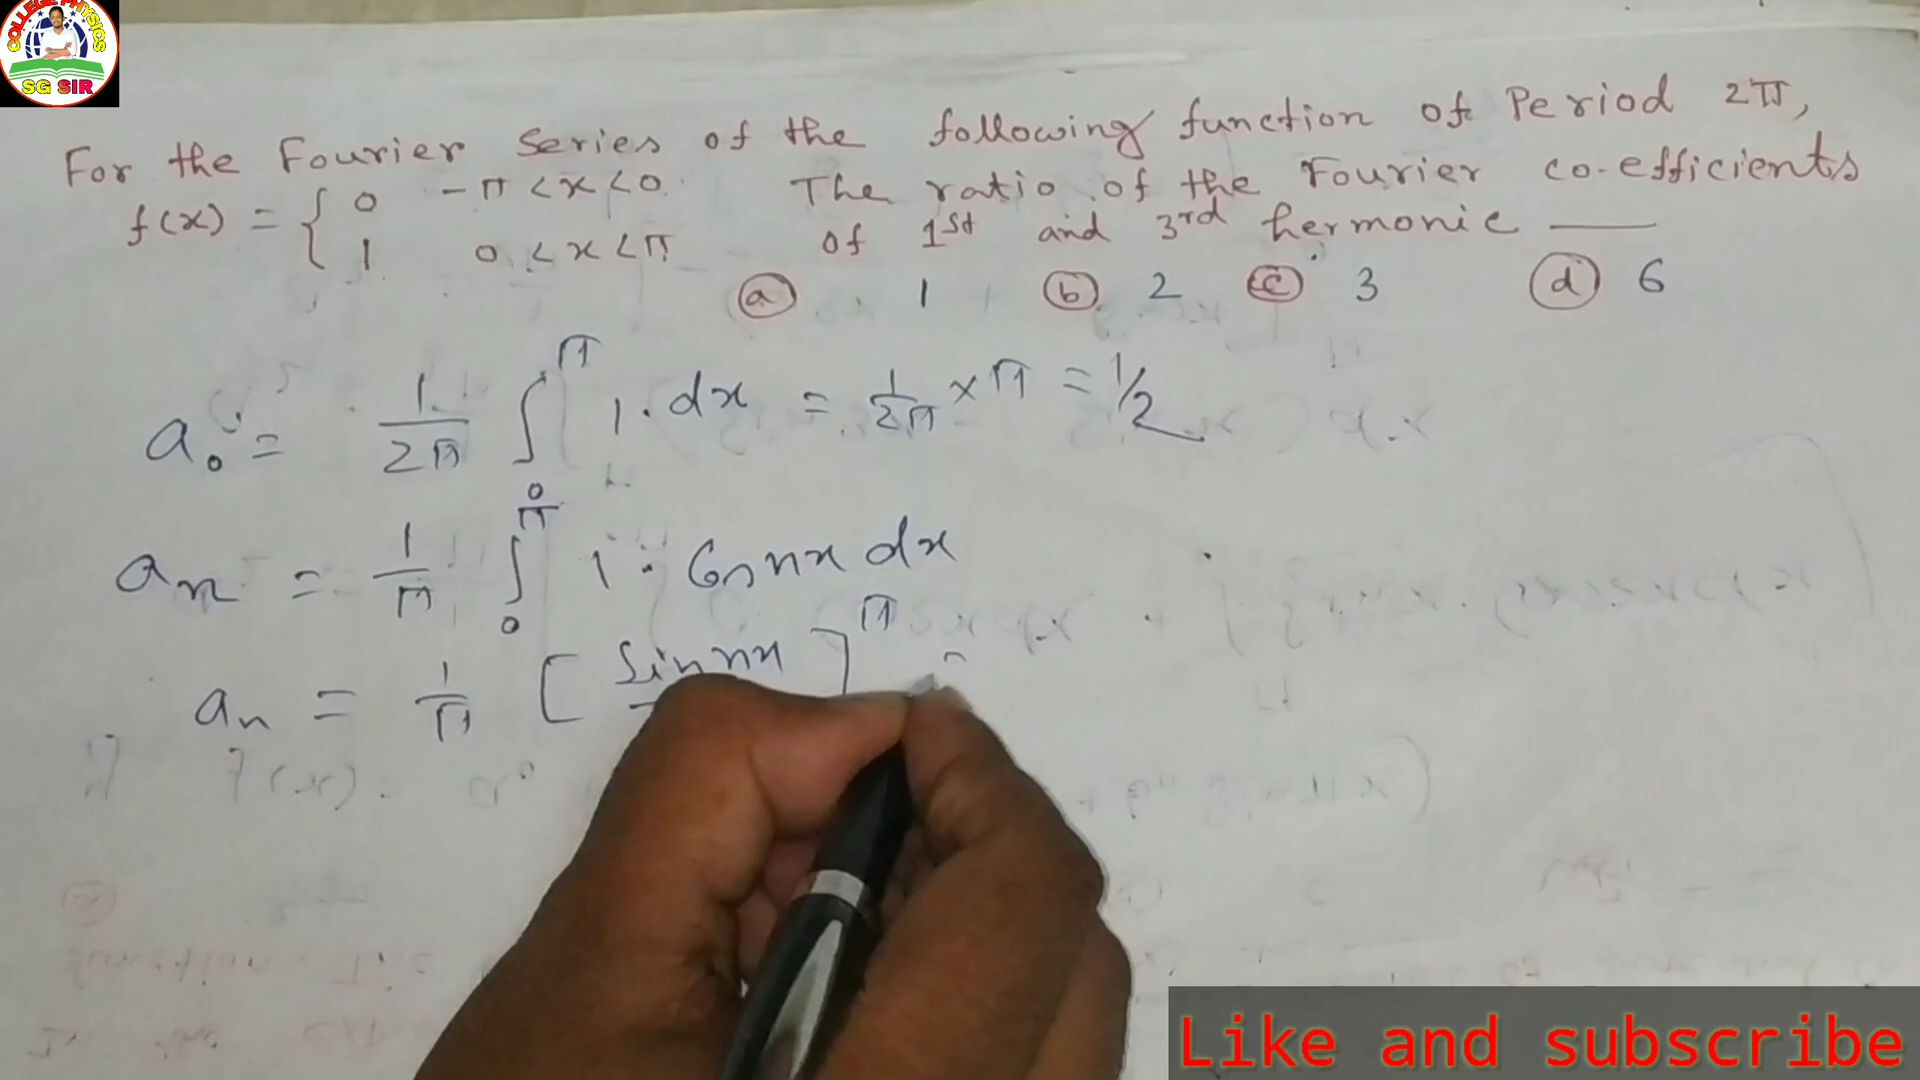 COLLEGE PHYSICS
SG SIR
For the Fourier Series of the following function of Period 2π,
f(x) = { 0 -π < x < 0 The ratio of the Fourier co-efficients
1 0 < x < π of 1st and 3rd hermonic ____
(a) 1 (b) 2 (c) 3 (d) 6
a₀ = 1/2π ∫₀^π 1. dx = 1/2π × π = 1/2
aₙ = 1/π ∫₀^π 1. Cos nx dx
aₙ = 1/π [ Sin nx ]^π
Like and subscribe